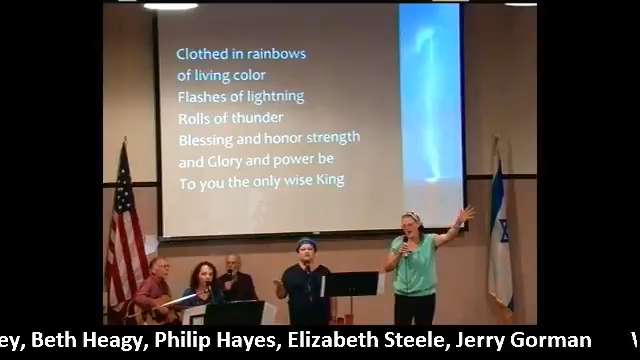 Clothed in rainbows
of living color
Flashes of lightning
Rolls of thunder
Blessing and honor strength
and Glory and power be
To you the only wise King
ey, Beth Heagy, Philip Hayes, Elizabeth Steele, Jerry Gorman